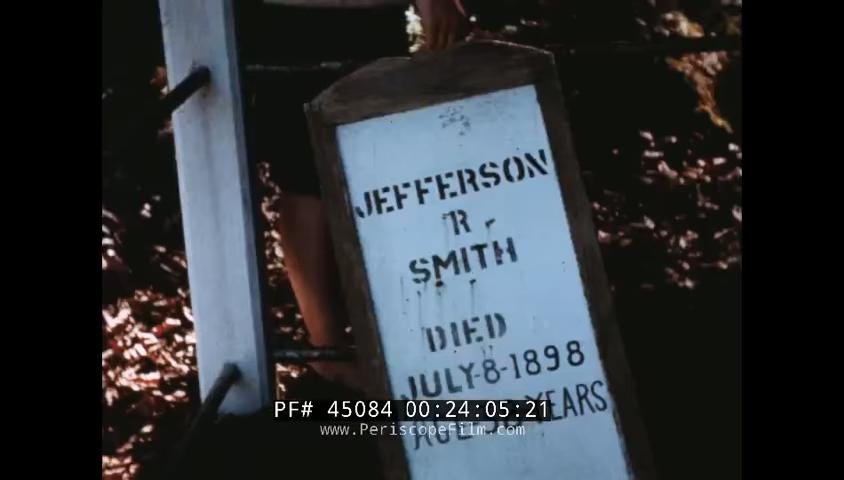 JEFFERSON
R
SMITH
DIED
JULY-8-1898
YEARS
PF# 45084 00:24:05:21
www.PeriscopeFilm.com